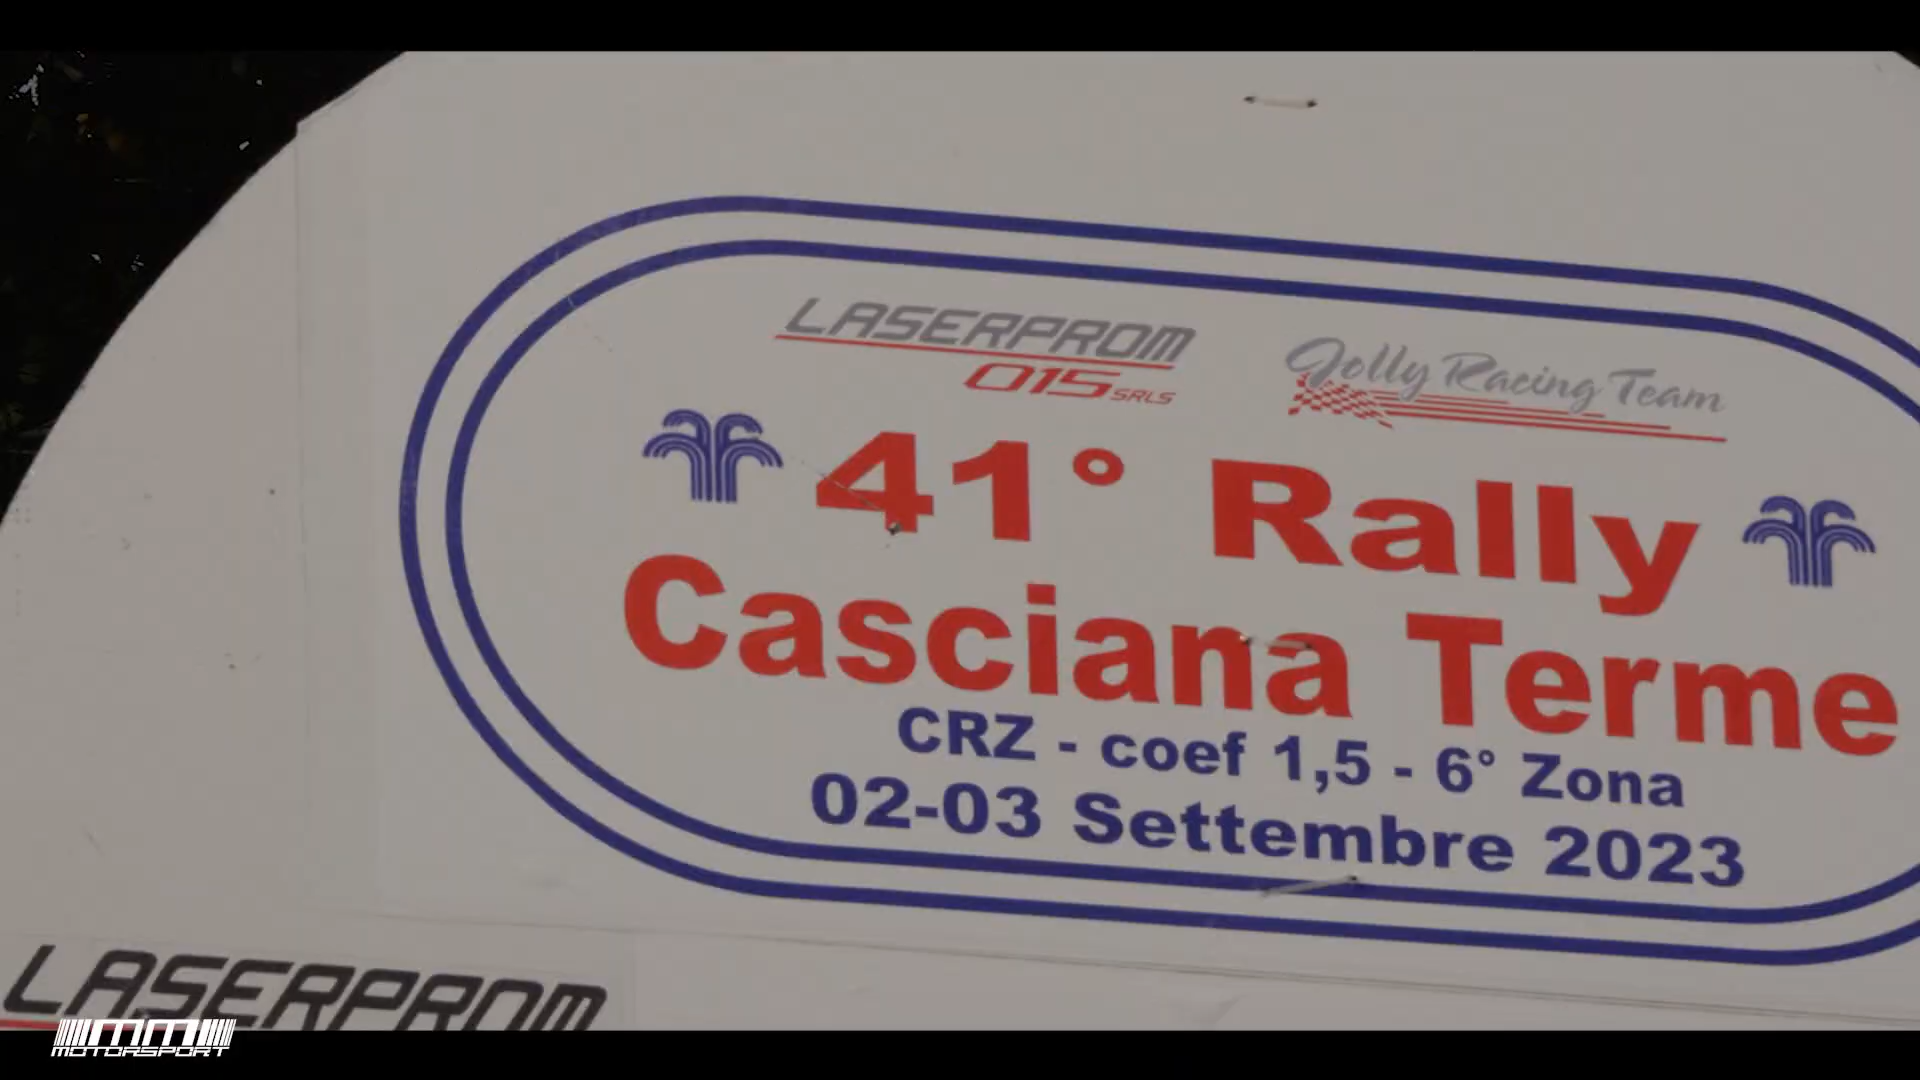 LASERPROM
015 SRLS
Jolly Racing Team
41° Rally
Casciana Terme
CRZ - coef 1,5 - 6° Zona
02-03 Settembre 2023
LASERPROM
MM
MOTORSPORT